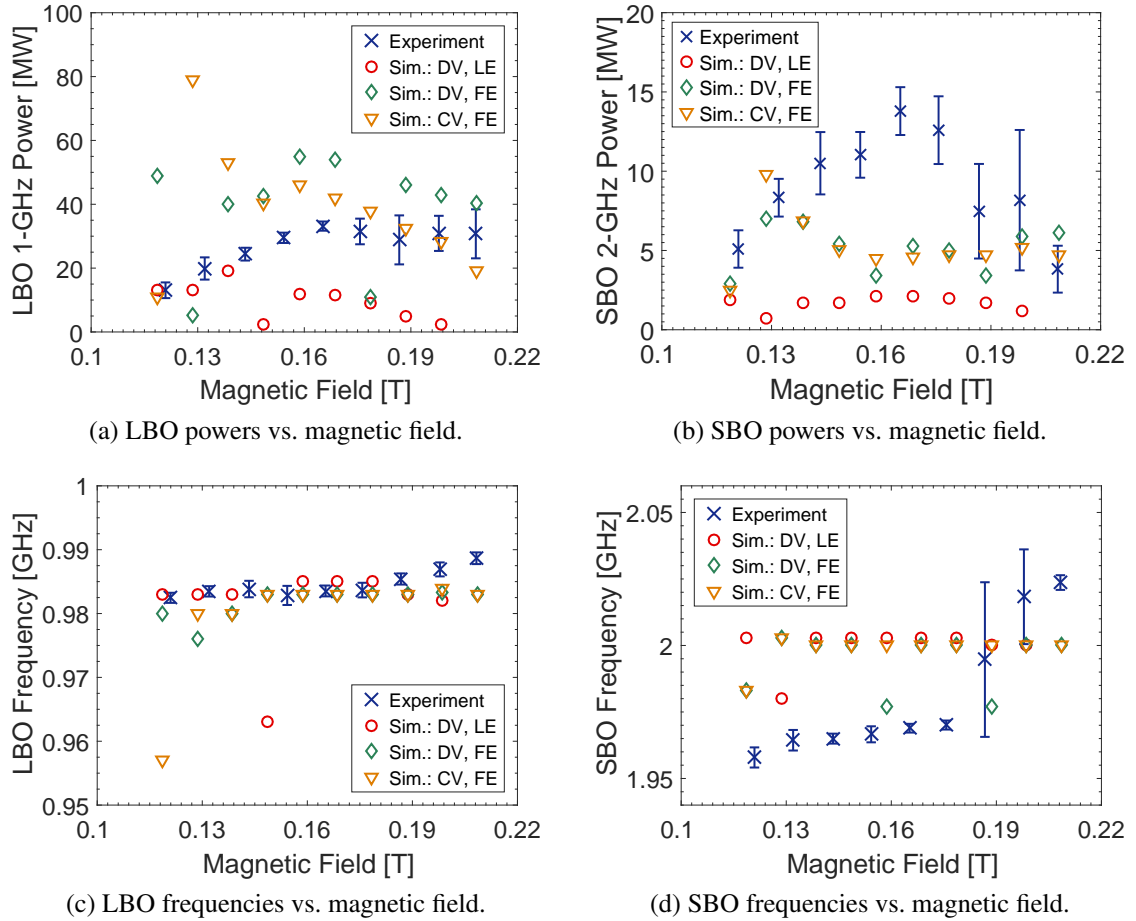 LBO 1-GHz Power [MW]
100
80
60
40
20
0
Experiment
Sim.: DV, LE
Sim.: DV, FE
Sim.: CV, FE
0.1 0.13 0.16 0.19 0.22
Magnetic Field [T]
(a) LBO powers vs. magnetic field.
SBO 2-GHz Power [MW]
20
15
10
5
0
Experiment
Sim.: DV, LE
Sim.: DV, FE
Sim.: CV, FE
0.1 0.13 0.16 0.19 0.22
Magnetic Field [T]
(b) SBO powers vs. magnetic field.
LBO Frequency [GHz]
1
0.99
0.98
0.97
0.96
0.95
Experiment
Sim.: DV, LE
Sim.: DV, FE
Sim.: CV, FE
0.1 0.13 0.16 0.19 0.22
Magnetic Field [T]
(c) LBO frequencies vs. magnetic field.
SBO Frequency [GHz]
2.05
2
1.95
Experiment
Sim.: DV, LE
Sim.: DV, FE
Sim.: CV, FE
0.1 0.13 0.16 0.19 0.22
Magnetic Field [T]
(d) SBO frequencies vs. magnetic field.